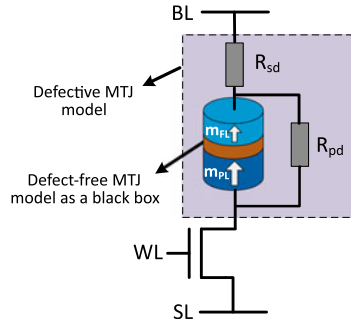 BL
Rsd
Defective MTJ
model
mFL
Rpd
mPL
Defect-free MTJ
model as a black box
WL
SL